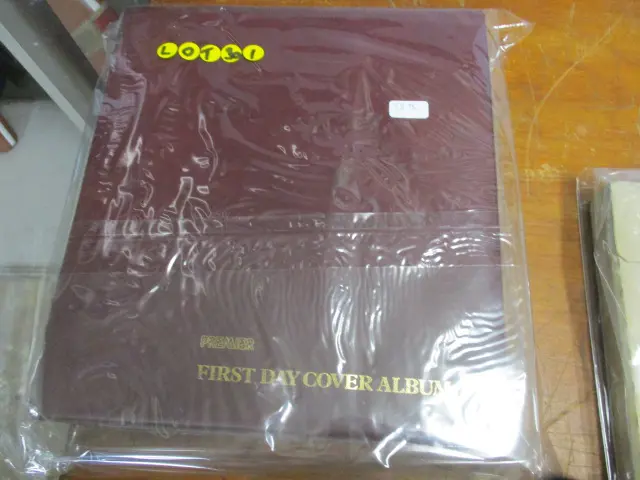 LOT
PREMIER
FIRST DAY COVER ALBUM